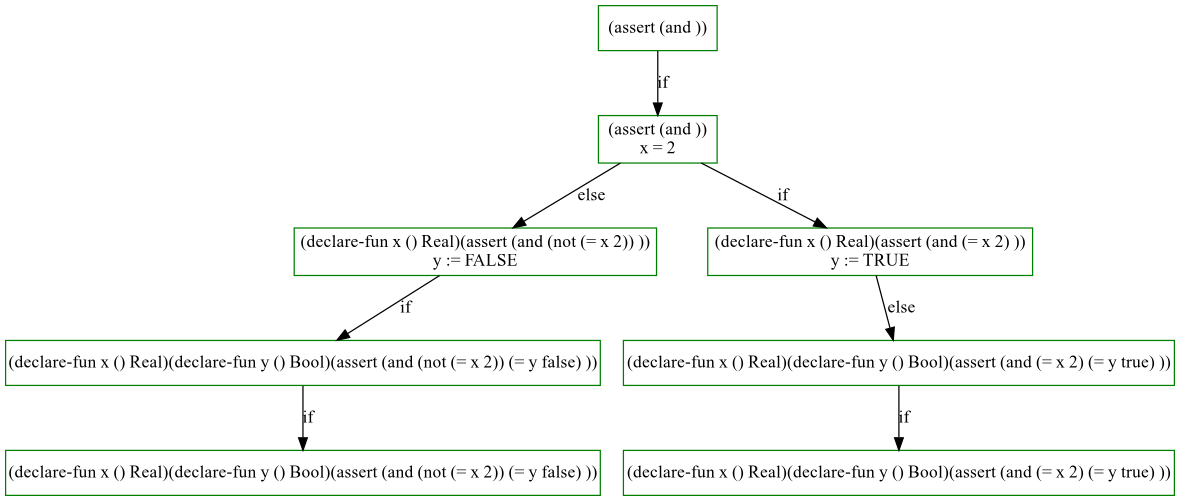 (assert (and ))
if
(assert (and ))
x = 2
else
if
(declare-fun x () Real)(assert (and (not (= x 2)) ))
y := FALSE
(declare-fun x () Real)(assert (and (= x 2) ))
y := TRUE
if
else
(declare-fun x () Real)(declare-fun y () Bool)(assert (and (not (= x 2)) (= y false) ))
(declare-fun x () Real)(declare-fun y () Bool)(assert (and (= x 2) (= y true) ))
if
if
(declare-fun x () Real)(declare-fun y () Bool)(assert (and (not (= x 2)) (= y false) ))
(declare-fun x () Real)(declare-fun y () Bool)(assert (and (= x 2) (= y true) ))